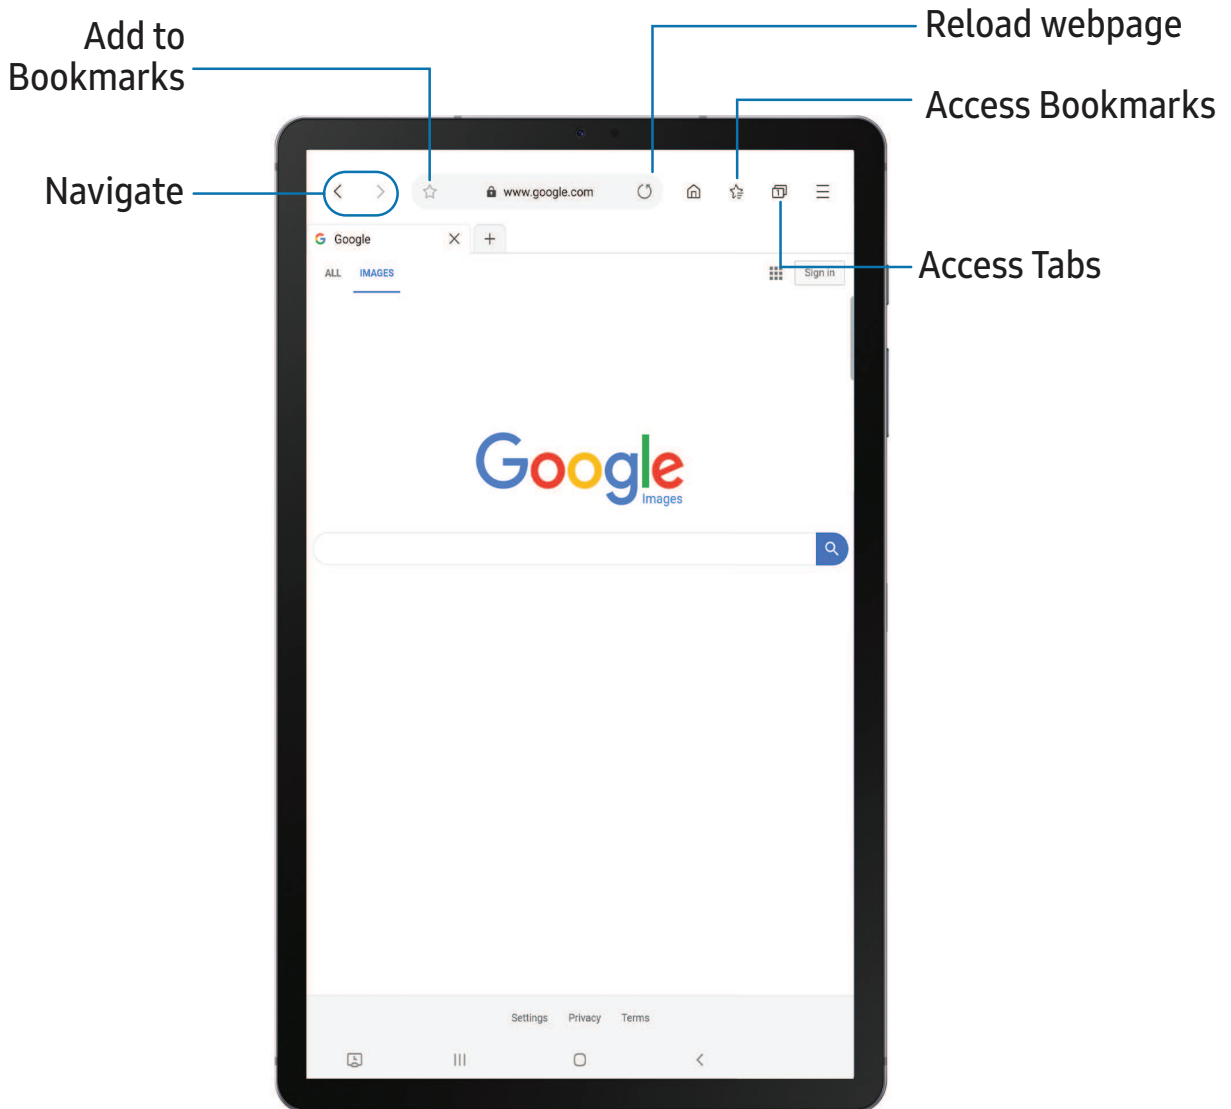 Add to
Bookmarks
Reload webpage
Access Bookmarks
Navigate
www.google.com
1
Google
ALL IMAGES
Sign in
Access Tabs
Google
Images
Settings Privacy Terms